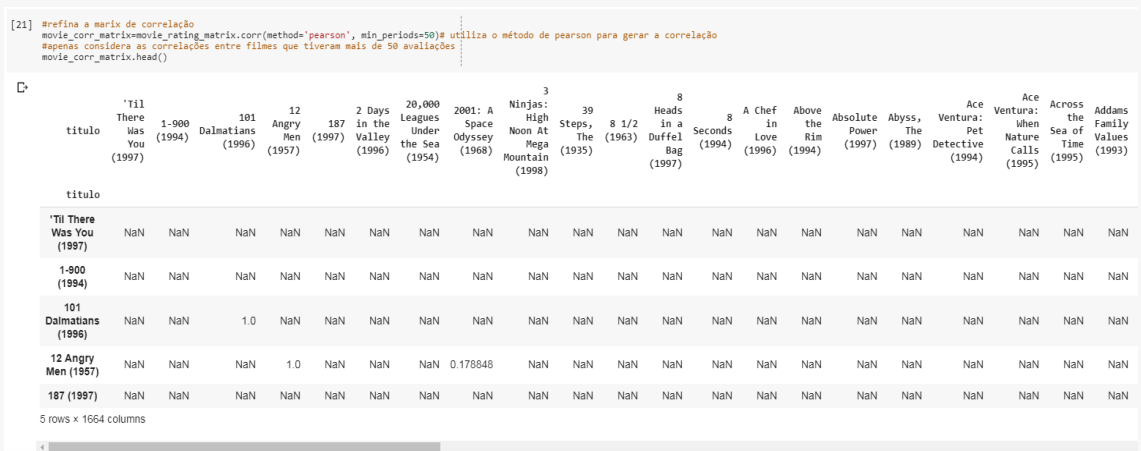 [21] #refina a marix de correlação
movie_corr_matrix=movie_rating_matrix.corr(method='pearson', min_periods=50)# utiliza o método de pearson para gerar a correlação
#apenas considera as correlações entre filmes que tiveram mais de 50 avaliações
movie_corr_matrix.head()
titulo 'Til There Was You (1997) 1-900 (1994) 101 Dalmatians (1996) 12 Angry Men (1957) 187 (1997) 2 Days in the Valley (1996) 20,000 Leagues Under the Sea (1954) 2001: A Space Odyssey (1968) 3 Ninjas: High Noon At Mega Mountain (1998) 39 Steps, The (1935) 8 1/2 (1963) 8 Heads in a Duffel Bag (1997) 8 Seconds (1994) A Chef in Love (1996) Above the Rim (1994) Absolute Power (1997) Abyss, The (1989) Ace Ventura: Pet Detective (1994) Ace Ventura: When Nature Calls (1995) Across the Sea of Time (1995) Addams Family Values (1993)
titulo
'Til There Was You (1997) NaN NaN NaN NaN NaN NaN NaN NaN NaN NaN NaN NaN NaN NaN NaN NaN NaN NaN NaN NaN NaN
1-900 (1994) NaN NaN NaN NaN NaN NaN NaN NaN NaN NaN NaN NaN NaN NaN NaN NaN NaN NaN NaN NaN NaN
101 Dalmatians (1996) NaN NaN 1.0 NaN NaN NaN NaN NaN NaN NaN NaN NaN NaN NaN NaN NaN NaN NaN NaN NaN NaN
12 Angry Men (1957) NaN NaN NaN 1.0 NaN NaN NaN 0.178848 NaN NaN NaN NaN NaN NaN NaN NaN NaN NaN NaN NaN NaN
187 (1997) NaN NaN NaN NaN NaN NaN NaN NaN NaN NaN NaN NaN NaN NaN NaN NaN NaN NaN NaN NaN NaN
5 rows × 1664 columns